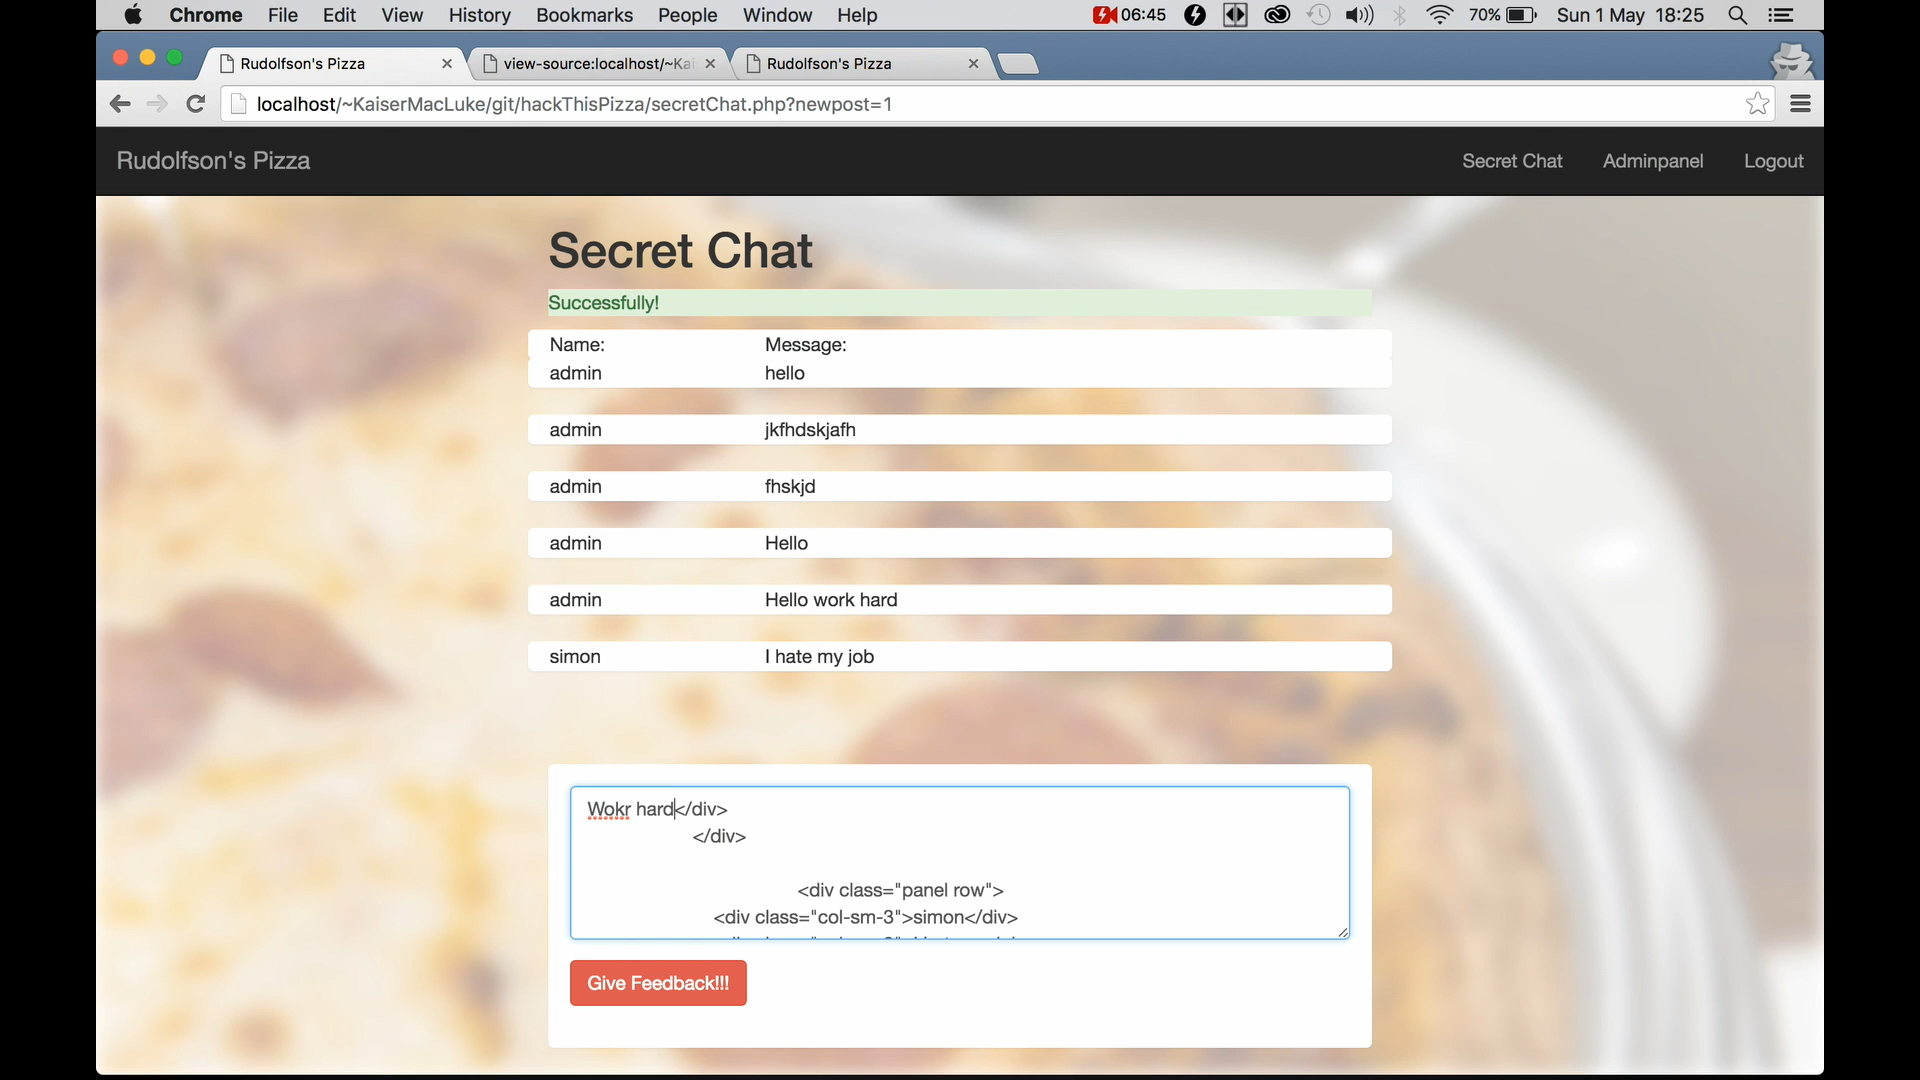 Chrome File Edit View History Bookmarks People Window Help 06:45 70% Sun 1 May 18:25
Rudolfson's Pizza view-source:localhost/~Kai Rudolfson's Pizza
localhost/~KaiserMacLuke/git/hackThisPizza/secretChat.php?newpost=1
Rudolfson's Pizza Secret Chat Adminpanel Logout
Secret Chat
Successfully!
Name: Message:
admin hello
admin jkfhdskjafh
admin fhskjd
admin Hello
admin Hello work hard
simon I hate my job
Wokr hard</div>
</div>
<div class="panel row">
<div class="col-sm-3">simon</div>
Give Feedback!!!